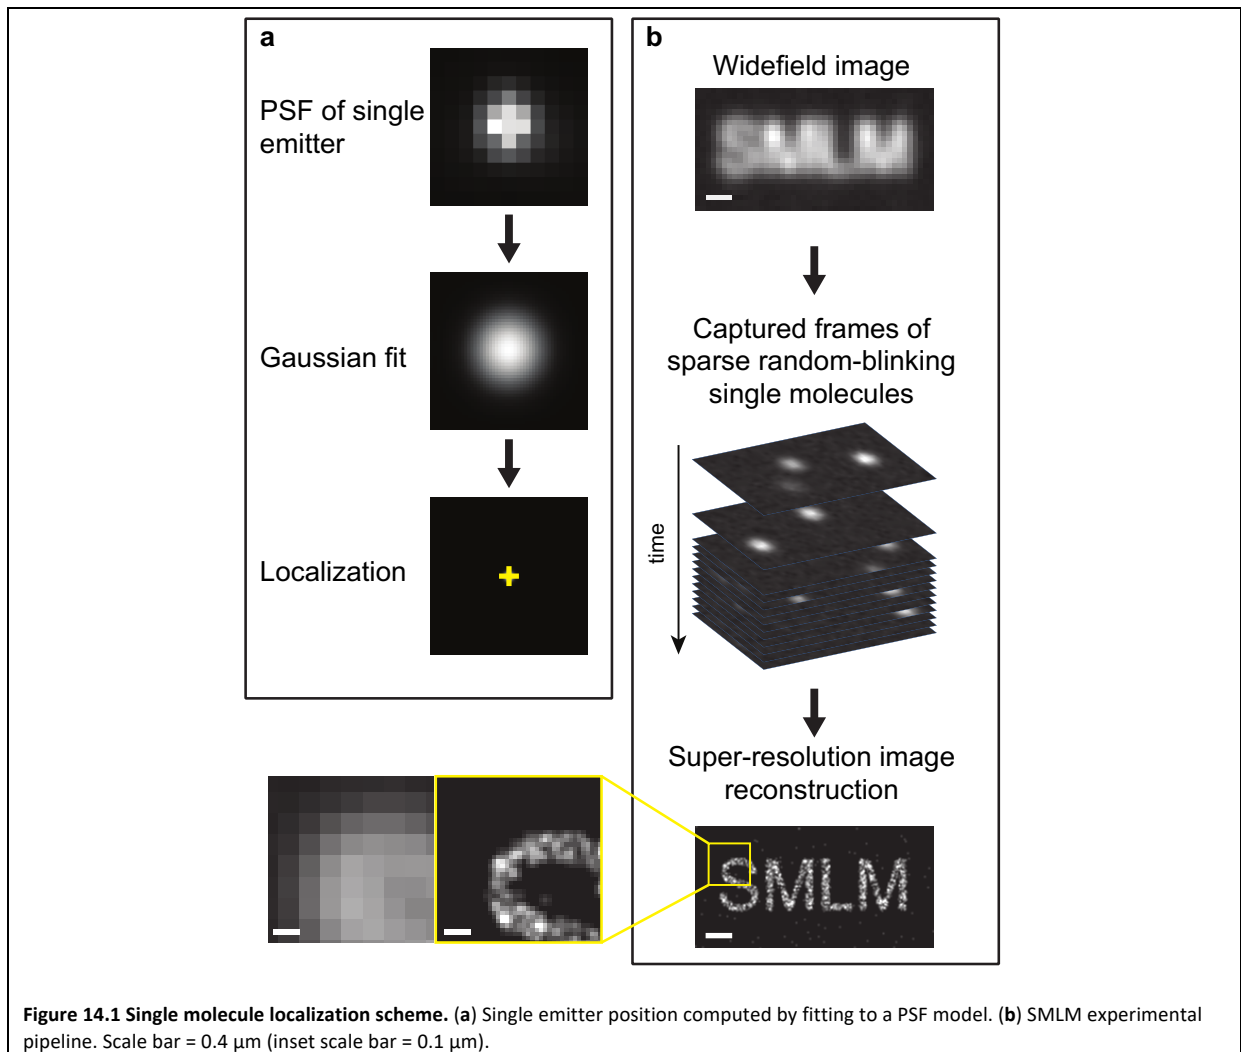 a
PSF of single
emitter
Gaussian fit
Localization
b
Widefield image
SMLM
Captured frames of
sparse random-blinking
single molecules
time
Super-resolution image
reconstruction
SMLM
Figure 14.1 Single molecule localization scheme. (a) Single emitter position computed by fitting to a PSF model. (b) SMLM experimental
pipeline. Scale bar = 0.4 µm (inset scale bar = 0.1 µm).